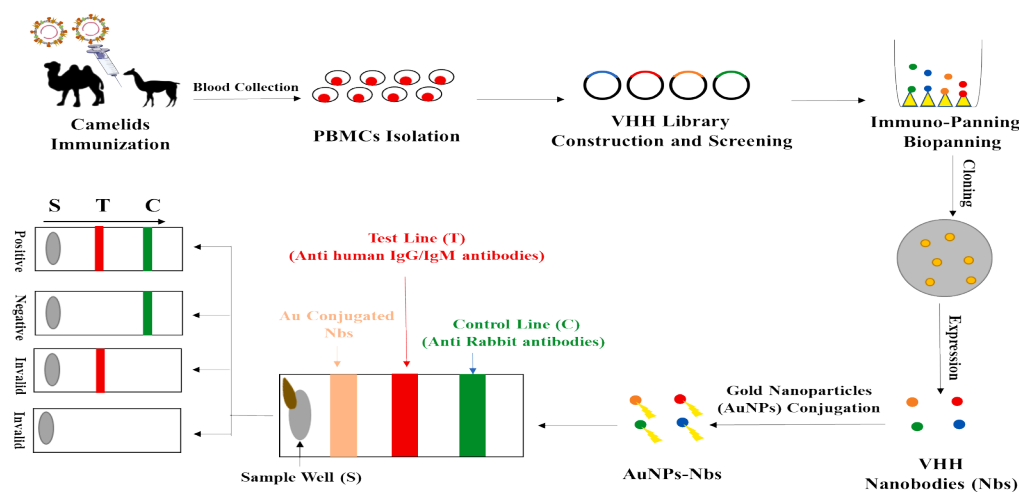 Blood Collection
Camelids
Immunization
PBMCs Isolation
VHH Library
Construction and Screening
Immuno-Panning
Biopanning
Cloning
Expression
VHH
Nanobodies (Nbs)
Gold Nanoparticles
(AuNPs) Conjugation
AuNPs-Nbs
Test Line (T)
(Anti human IgG/IgM antibodies)
Au Conjugated
Nbs
Control Line (C)
(Anti Rabbit antibodies)
Sample Well (S)
S T C
Positive
Negative
Invalid
Invalid